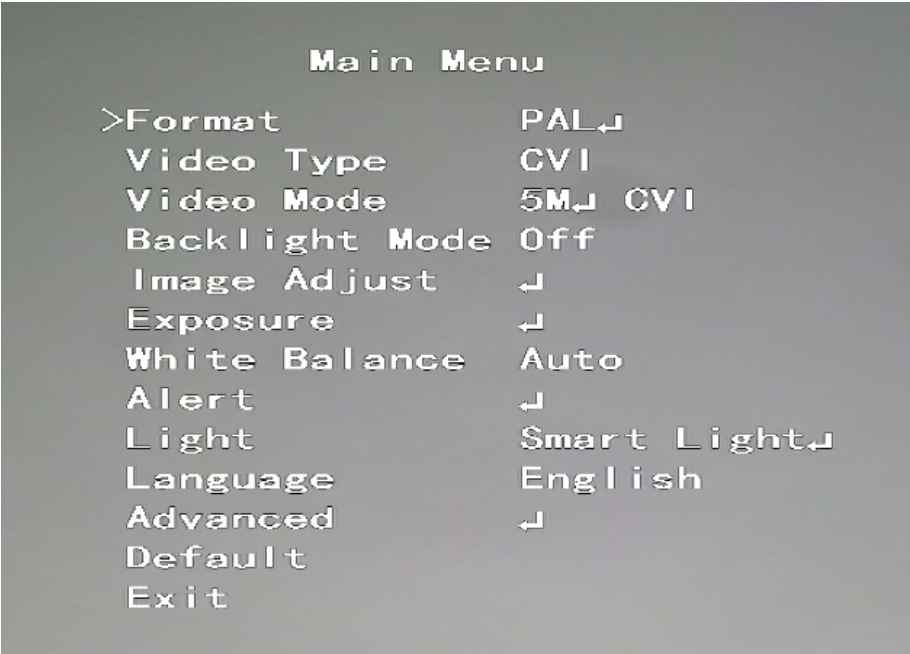 Main Menu
>Format PAL↵
Video Type CVI
Video Mode 5M↵ CVI
Backlight Mode Off
Image Adjust ↵
Exposure ↵
White Balance Auto
Alert ↵
Light Smart Light↵
Language English
Advanced ↵
Default
Exit